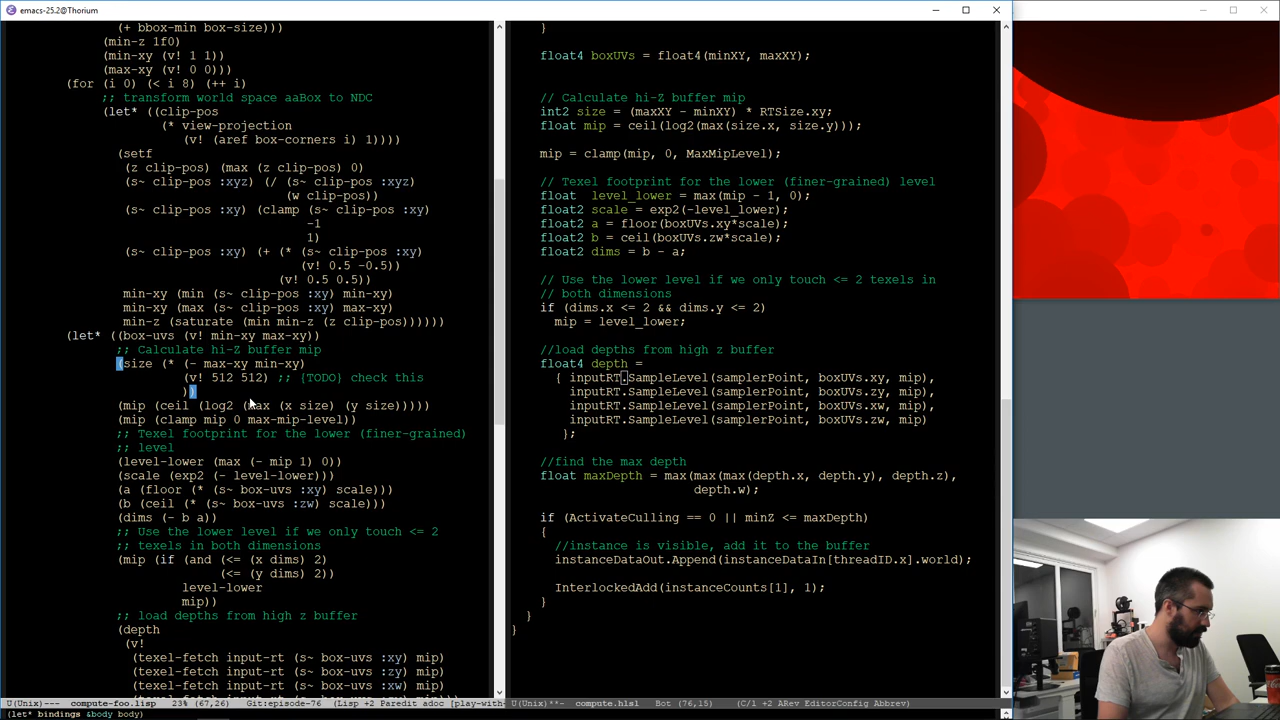 emacs-25.2@Thorium
(+ bbox-min box-size)))
(min-z 1f0)
(min-xy (v! 1 1))
(max-xy (v! 0 0)))
(for (i 0) (< i 8) (++ i)
;; transform world space aaBox to NDC
(let* ((clip-pos
(* view-projection
(v! (aref box-corners i) 1))))
(setf
(z clip-pos) (max (z clip-pos) 0)
(s~ clip-pos :xyz) (/ (s~ clip-pos :xyz)
(w clip-pos))
(s~ clip-pos :xy) (clamp (s~ clip-pos :xy)
-1
1)
(s~ clip-pos :xy) (+ (* (s~ clip-pos :xy)
(v! 0.5 -0.5))
(v! 0.5 0.5))
min-xy (min (s~ clip-pos :xy) min-xy)
min-xy (max (s~ clip-pos :xy) max-xy)
min-z (saturate (min min-z (z clip-pos))))))
(let* ((box-uvs (v! min-xy max-xy))
;; Calculate hi-Z buffer mip
(size (* (- max-xy min-xy)
(v! 512 512) ;; {TODO} check this
))
(mip (ceil (log2 (max (x size) (y size)))))
(mip (clamp mip 0 max-mip-level))
;; Texel footprint for the lower (finer-grained)
;; level
(level-lower (max (- mip 1) 0))
(scale (exp2 (- level-lower)))
(a (floor (* (s~ box-uvs :xy) scale)))
(b (ceil (* (s~ box-uvs :zw) scale)))
(dims (- b a))
;; Use the lower level if we only touch <= 2
;; texels in both dimensions
(mip (if (and (<= (x dims) 2)
(<= (y dims) 2))
level-lower
mip))
;; load depths from high z buffer
(depth
(v!
(texel-fetch input-rt (s~ box-uvs :xy) mip)
(texel-fetch input-rt (s~ box-uvs :zy) mip)
(texel-fetch input-rt (s~ box-uvs :xw) mip)
U(Unix)--- compute-foo.lisp 23% (67,26) Git:episode-76 (Lisp +2 Paredit adoc [play-with-
(let* bindings &body body)
}
float4 boxUVs = float4(minXY, maxXY);
// Calculate hi-Z buffer mip
int2 size = (maxXY - minXY) * RTSize.xy;
float mip = ceil(log2(max(size.x, size.y)));
mip = clamp(mip, 0, MaxMipLevel);
// Texel footprint for the lower (finer-grained) level
float level_lower = max(mip - 1, 0);
float2 scale = exp2(-level_lower);
float2 a = floor(boxUVs.xy*scale);
float2 b = ceil(boxUVs.zw*scale);
float2 dims = b - a;
// Use the lower level if we only touch <= 2 texels in
// both dimensions
if (dims.x <= 2 && dims.y <= 2)
mip = level_lower;
//load depths from high z buffer
float4 depth =
{ inputRT.SampleLevel(samplerPoint, boxUVs.xy, mip),
inputRT.SampleLevel(samplerPoint, boxUVs.zy, mip),
inputRT.SampleLevel(samplerPoint, boxUVs.xw, mip),
inputRT.SampleLevel(samplerPoint, boxUVs.zw, mip)
};
//find the max depth
float maxDepth = max(max(max(depth.x, depth.y), depth.z),
depth.w);
if (ActivateCulling == 0 || minZ <= maxDepth)
{
//instance is visible, add it to the buffer
instanceDataOut.Append(instanceDataIn[threadID.x].world);
InterlockedAdd(instanceCounts[1], 1);
}
}
}
U(Unix)**- compute.hlsl Bot (76,15) (C/l +2 ARev EditorConfig Abbrev)